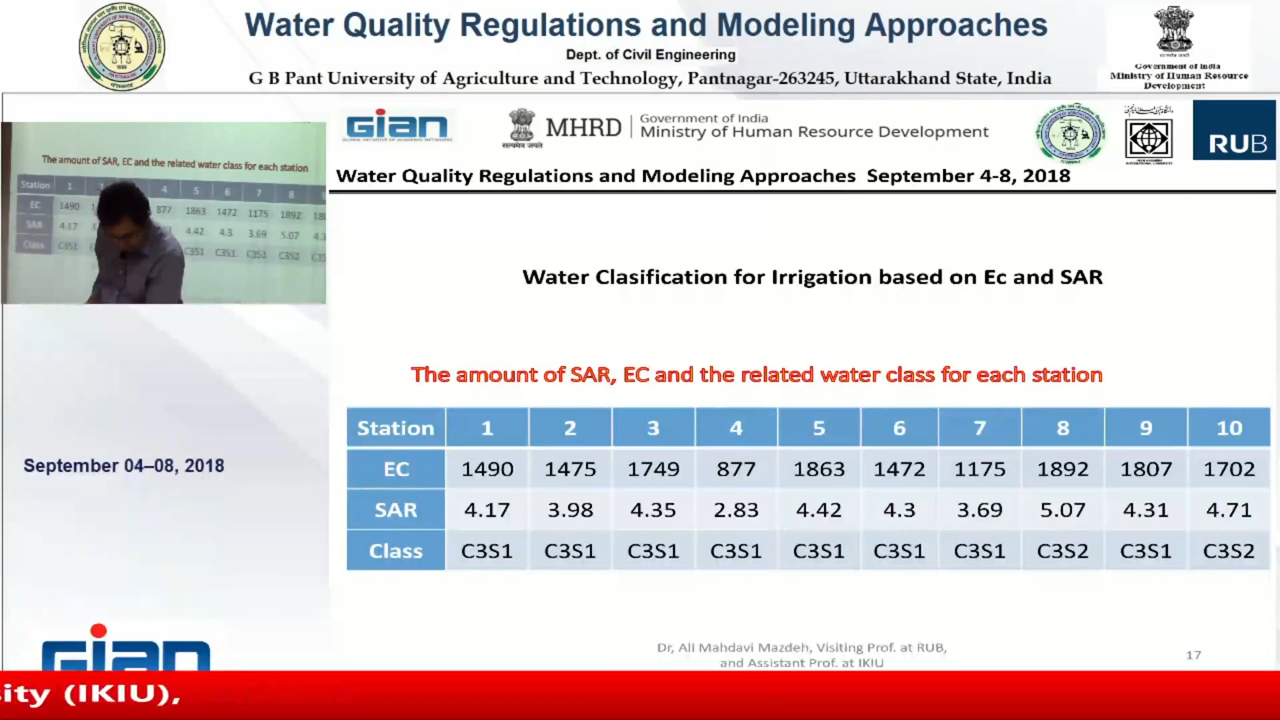 Water Quality Regulations and Modeling Approaches
Dept. of Civil Engineering
G B Pant University of Agriculture and Technology, Pantnagar-263245, Uttarakhand State, India
Government of India
Ministry of Human Resource
Development
GIAN
सत्यमेव जयते
MHRD
Government of India
Ministry of Human Resource Development
RUB
Water Quality Regulations and Modeling Approaches September 4-8, 2018
The amount of SAR, EC and the related water class for each station
Station 1 4 5 6 7 8
EC 1490 877 1863 1472 1175 1892
SAR 4.17 4.42 4.3 3.69 5.07
Class C3S1 C3S1 C3S1 C3S1 C3S2
Water Clasification for Irrigation based on Ec and SAR
The amount of SAR, EC and the related water class for each station
Station 1 2 3 4 5 6 7 8 9 10
EC 1490 1475 1749 877 1863 1472 1175 1892 1807 1702
SAR 4.17 3.98 4.35 2.83 4.42 4.3 3.69 5.07 4.31 4.71
Class C3S1 C3S1 C3S1 C3S1 C3S1 C3S1 C3S1 C3S2 C3S1 C3S2
September 04–08, 2018
Dr, Ali Mahdavi Mazdeh, Visiting Prof. at RUB,
and Assistant Prof. at IKIU
17
GIAN
sity (IKIU),